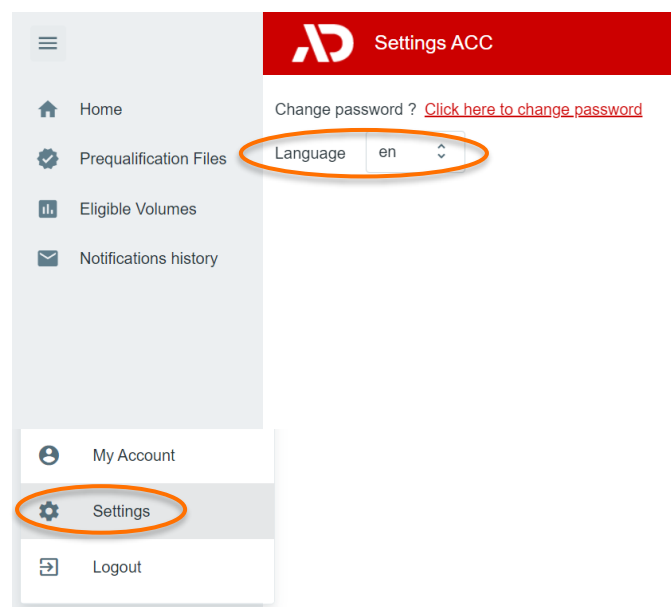 Settings ACC
Home
Prequalification Files
Eligible Volumes
Notifications history
Change password ? Click here to change password
Language en
My Account
Settings
Logout